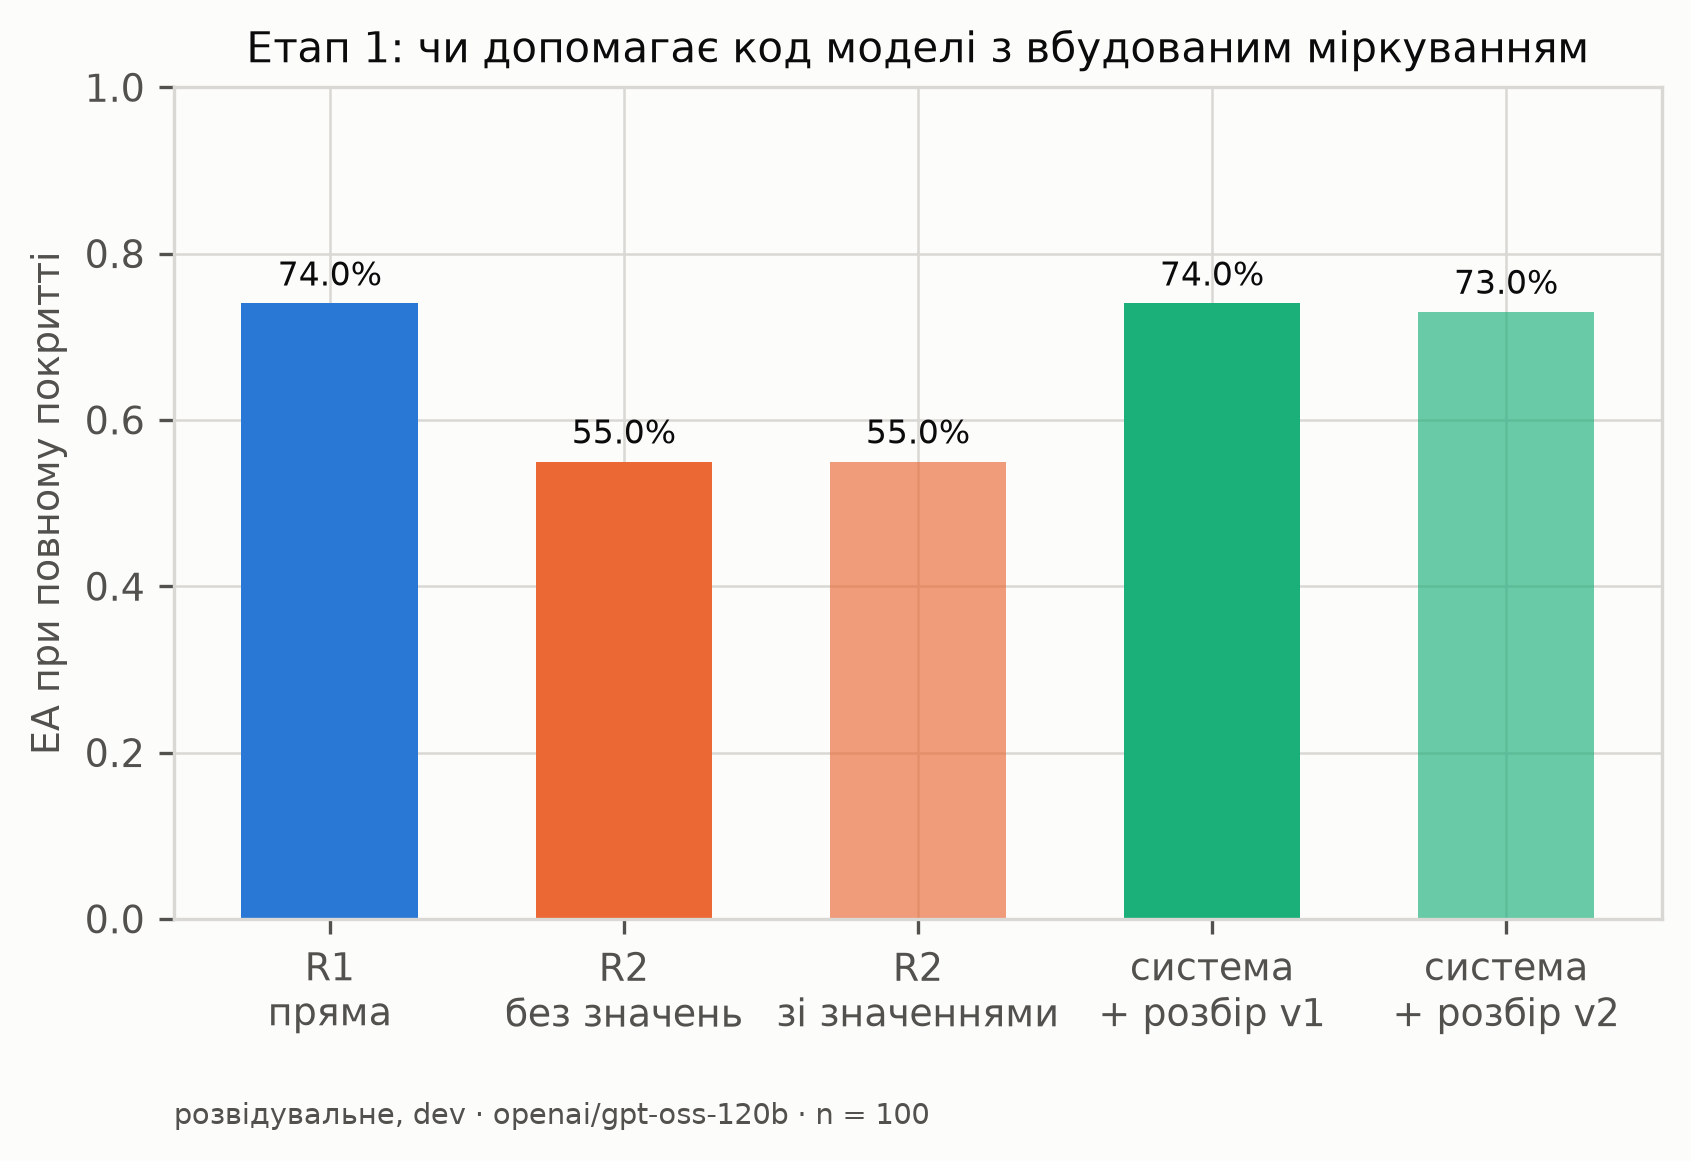 Етап 1: чи допомагає код моделі з вбудованим міркуванням
EA при повному покритті
1.0
0.8
0.6
0.4
0.2
0.0
74.0%
55.0%
55.0%
74.0%
73.0%
R1
пряма
R2
без значень
R2
зі значеннями
система
+ розбір v1
система
+ розбір v2
розвідувальне, dev · openai/gpt-oss-120b · n = 100